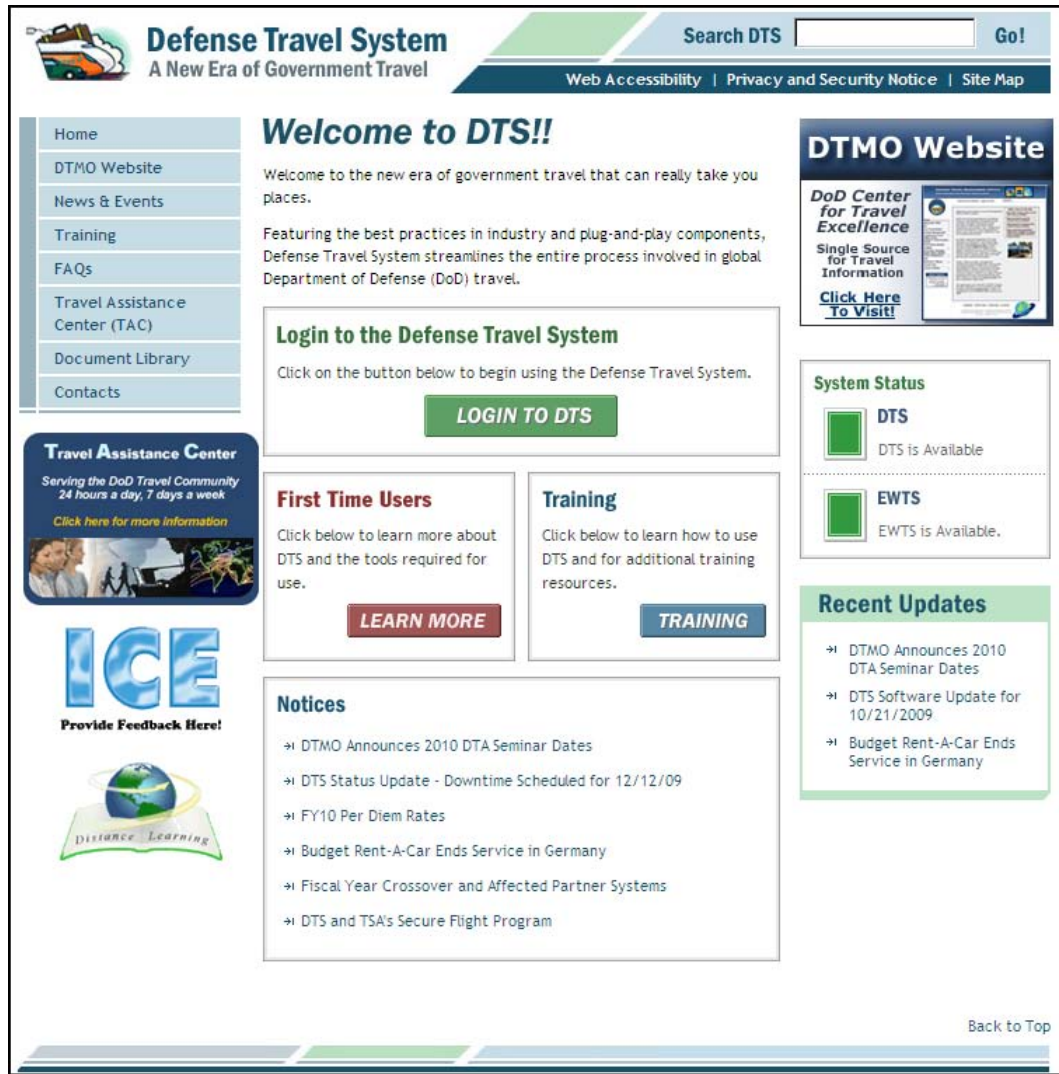 Defense Travel System
A New Era of Government Travel
Search DTS
Go!
Web Accessibility | Privacy and Security Notice | Site Map
Home
DTMO Website
News & Events
Training
FAQs
Travel Assistance
Center (TAC)
Document Library
Contacts
Travel Assistance Center
Serving the DoD Travel Community
24 hours a day, 7 days a week
Click here for more information
ICE
Provide Feedback Here!
Distance Learning
Welcome to DTS!!
Welcome to the new era of government travel that can really take you
places.
Featuring the best practices in industry and plug-and-play components,
Defense Travel System streamlines the entire process involved in global
Department of Defense (DoD) travel.
Login to the Defense Travel System
Click on the button below to begin using the Defense Travel System.
LOGIN TO DTS
First Time Users
Click below to learn more about
DTS and the tools required for
use.
LEARN MORE
Training
Click below to learn how to use
DTS and for additional training
resources.
TRAINING
Notices
DTMO Announces 2010 DTA Seminar Dates
DTS Status Update - Downtime Scheduled for 12/12/09
FY10 Per Diem Rates
Budget Rent-A-Car Ends Service in Germany
Fiscal Year Crossover and Affected Partner Systems
DTS and TSA's Secure Flight Program
DTMO Website
DoD Center
for Travel
Excellence
Single Source
for Travel
Information
Click Here
To Visit!
System Status
DTS
DTS is Available
EWTS
EWTS is Available.
Recent Updates
DTMO Announces 2010
DTA Seminar Dates
DTS Software Update for
10/21/2009
Budget Rent-A-Car Ends
Service in Germany
Back to Top